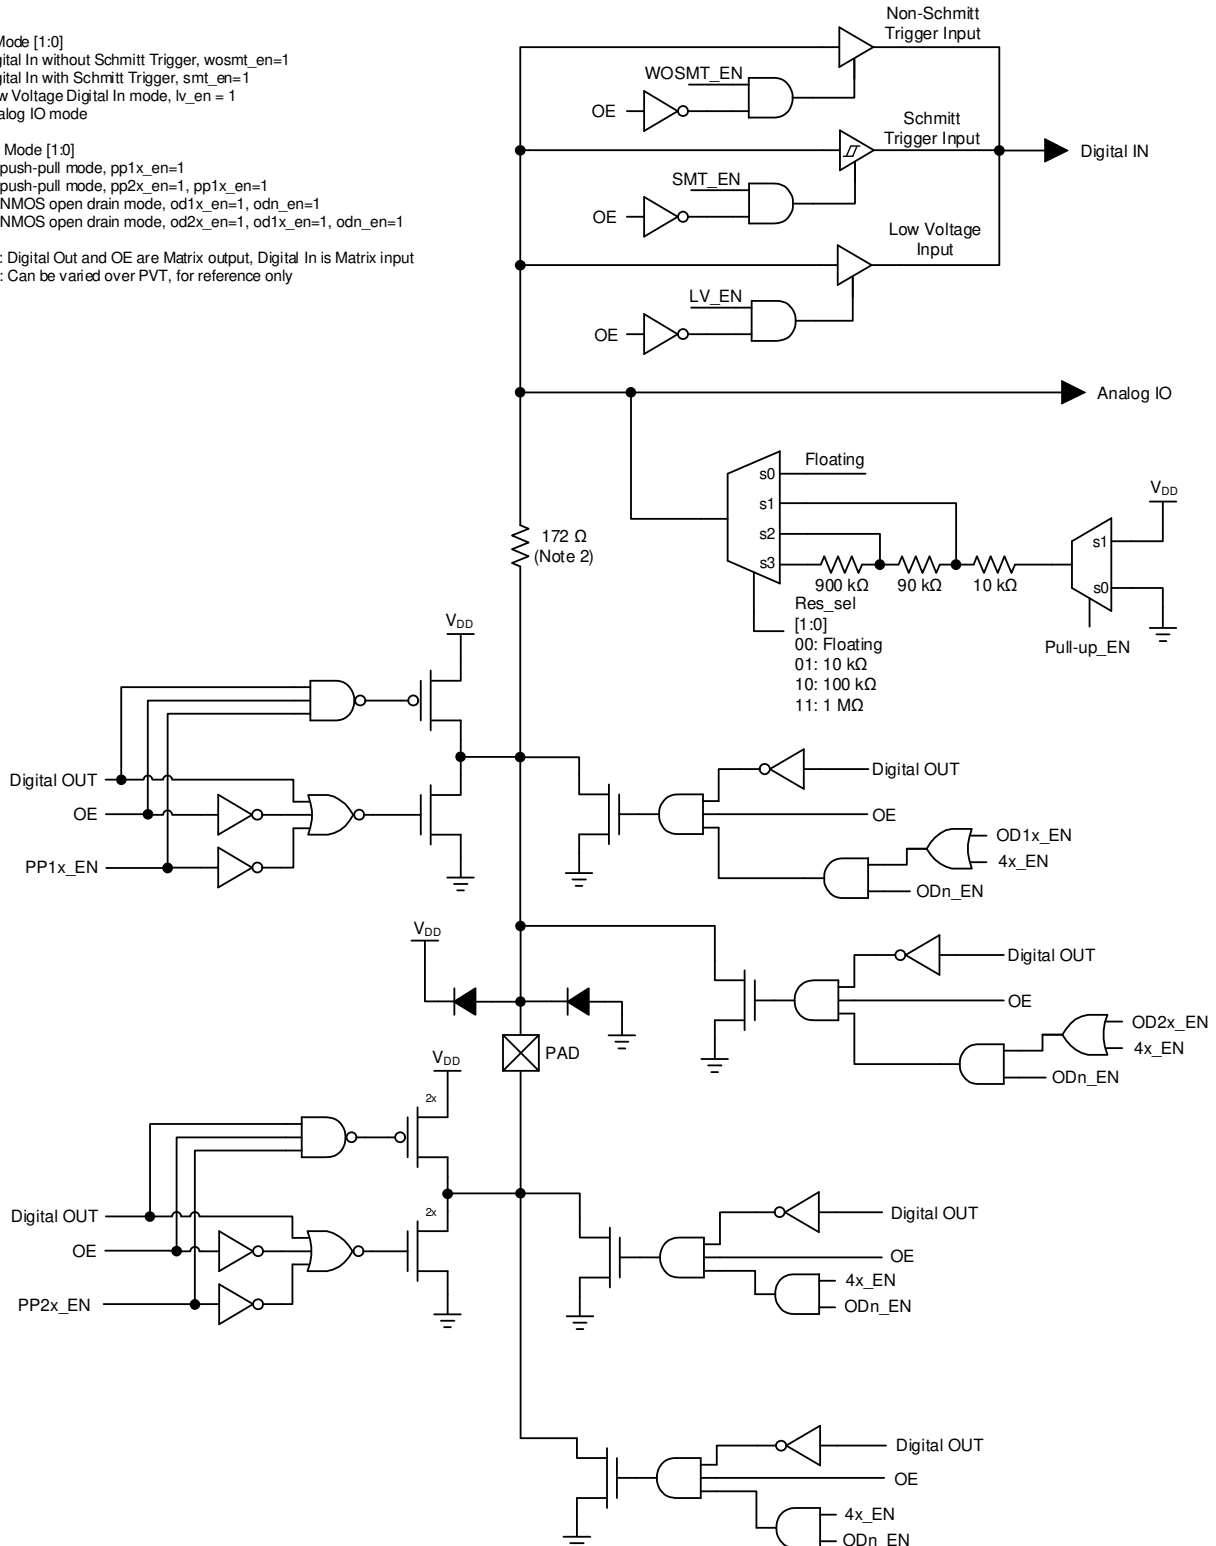 Mode [1:0]
gital In without Schmitt Trigger, wosmt_en=1
gital In with Schmitt Trigger, smt_en=1
w Voltage Digital In mode, lv_en = 1
alog IO mode
Mode [1:0]
push-pull mode, pp1x_en=1
push-pull mode, pp2x_en=1, pp1x_en=1
NMOS open drain mode, od1x_en=1, odn_en=1
NMOS open drain mode, od2x_en=1, od1x_en=1, odn_en=1
: Digital Out and OE are Matrix output, Digital In is Matrix input
: Can be varied over PVT, for reference only
Non-Schmitt
Trigger Input
WOSMT_EN
OE
Schmitt
Trigger Input
Digital IN
SMT_EN
OE
Low Voltage
Input
LV_EN
OE
Analog IO
Floating
s0
s1
s2
s3
900 kΩ
90 kΩ
10 kΩ
VDD
s1
s0
Pull-up_EN
Res_sel
[1:0]
00: Floating
01: 10 kΩ
10: 100 kΩ
11: 1 MΩ
172 Ω
(Note 2)
VDD
Digital OUT
OE
PP1x_EN
Digital OUT
OE
OD1x_EN
4x_EN
ODn_EN
VDD
PAD
Digital OUT
OE
OD2x_EN
4x_EN
ODn_EN
VDD
2x
2x
Digital OUT
OE
PP2x_EN
Digital OUT
OE
4x_EN
ODn_EN
Digital OUT
OE
4x_EN
ODn_EN